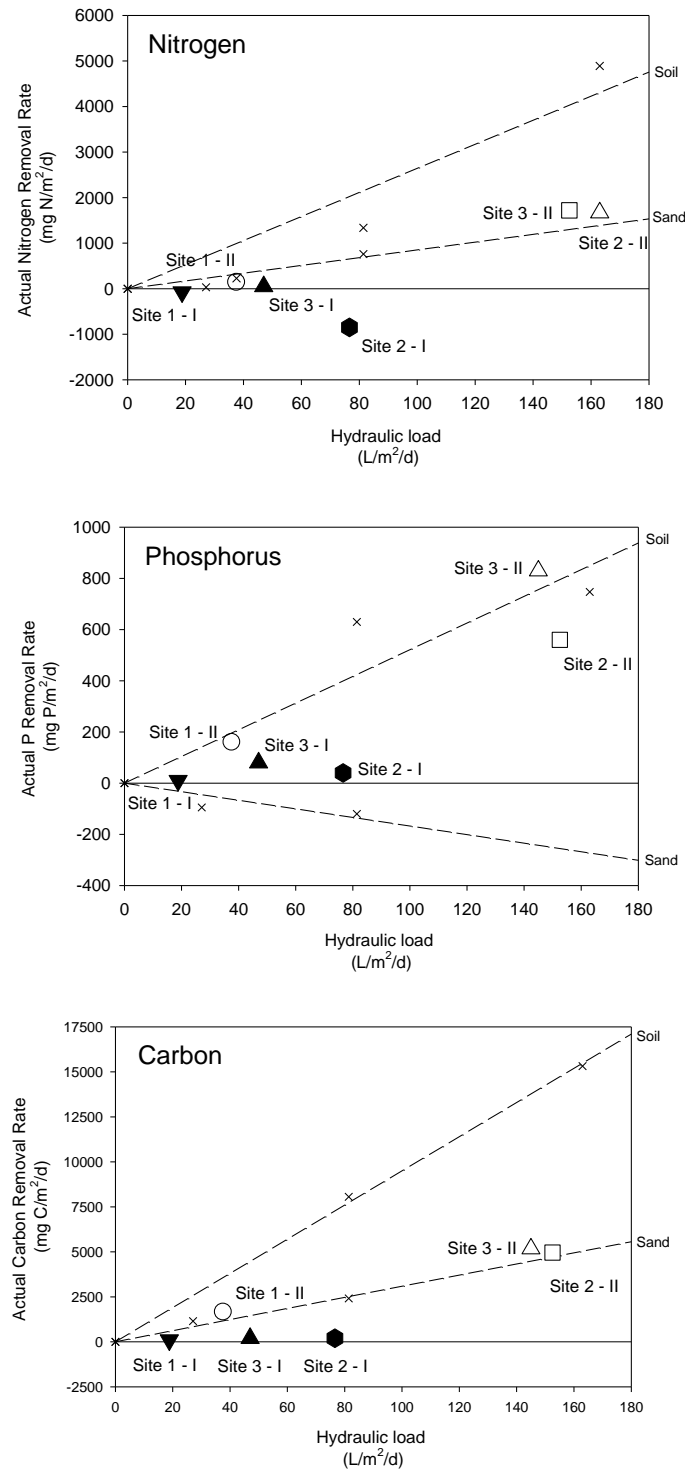 Nitrogen
Actual Nitrogen Removal Rate
(mg N/m²/d)
6000
5000
4000
3000
2000
1000
0
-1000
-2000
Soil
Sand
Site 3 - II
Site 2 - II
Site 1 - II
Site 1 - I
Site 3 - I
Site 2 - I
0 20 40 60 80 100 120 140 160 180
Hydraulic load
(L/m²/d)
Phosphorus
Actual P Removal Rate
(mg P/m²/d)
1000
800
600
400
200
0
-200
-400
Soil
Site 3 - II
Site 2 - II
Site 1 - II
Site 3 - I
Site 2 - I
Site 1 - I
Sand
0 20 40 60 80 100 120 140 160 180
Hydraulic load
(L/m²/d)
Carbon
Actual Carbon Removal Rate
(mg C/m²/d)
17500
15000
12500
10000
7500
5000
2500
0
-2500
Soil
Sand
Site 3 - II
Site 2 - II
Site 1 - II
Site 1 - I
Site 3 - I
Site 2 - I
0 20 40 60 80 100 120 140 160 180
Hydraulic load
(L/m²/d)